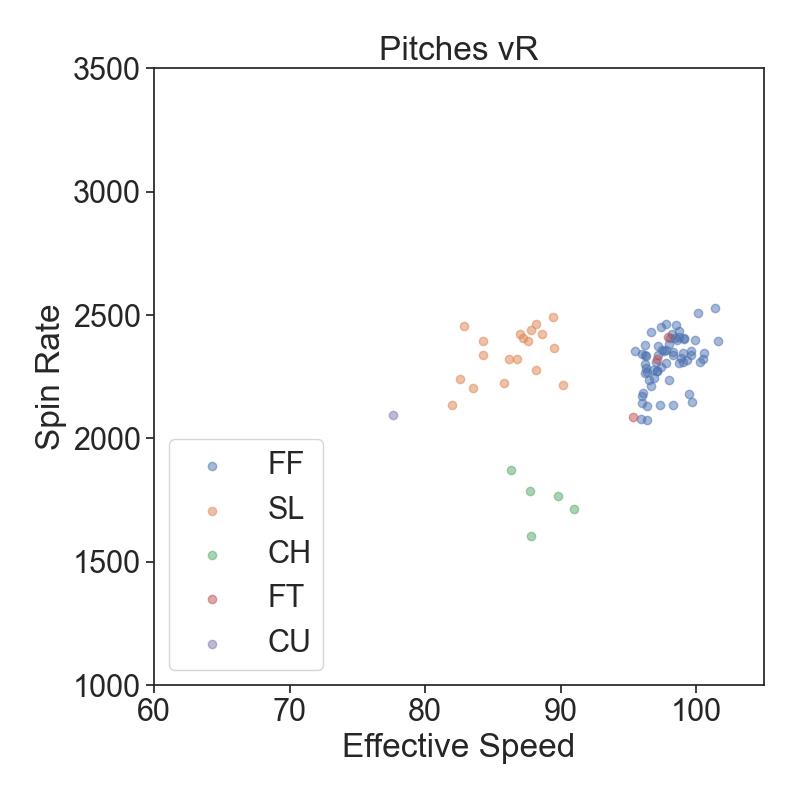 Pitches vR
3500
3000
2500
2000
1500
1000
Spin Rate
FF
SL
CH
FT
CU
60 70 80 90 100
Effective Speed